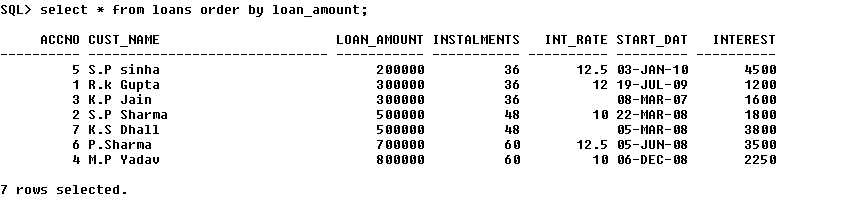 SQL> select * from loans order by loan_amount;
ACCNO CUST_NAME LOAN_AMOUNT INSTALMENTS INT_RATE START_DAT INTEREST
---------- ------------------------------ ----------- ----------- ---------- --------- ----------
5 S.P sinha 200000 36 12.5 03-JAN-10 4500
1 R.k Gupta 300000 36 12 19-JUL-09 1200
3 K.P Jain 300000 36 08-MAR-07 1600
2 S.P Sharma 500000 48 10 22-MAR-08 1800
7 K.S Dhall 500000 48 05-MAR-08 3800
6 P.Sharma 700000 60 12.5 05-JUN-08 3500
4 M.P Yadav 800000 60 10 06-DEC-08 2250
7 rows selected.